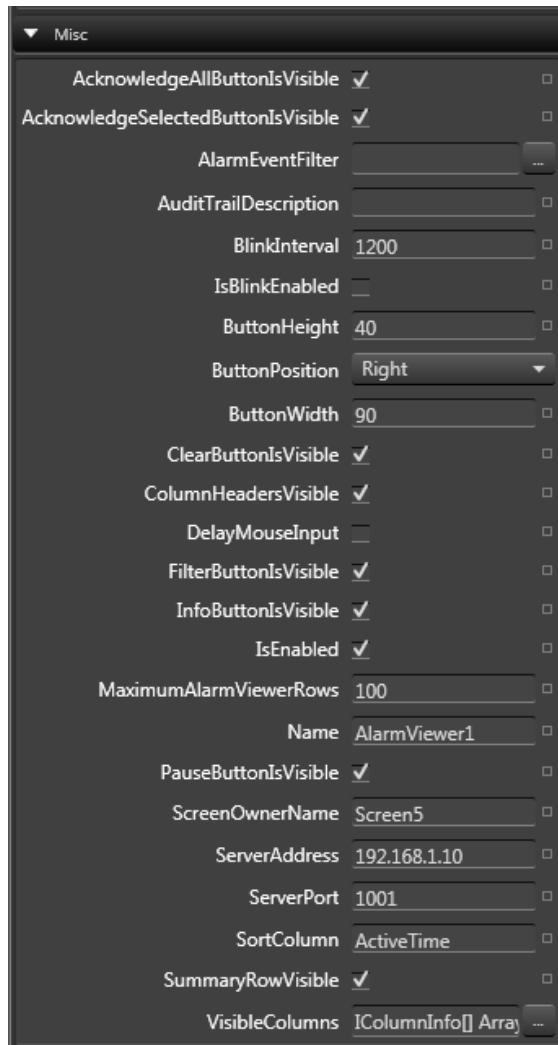 Misc
AcknowledgeAllButtonIsVisible
AcknowledgeSelectedButtonIsVisible
AlarmEventFilter ...
AuditTrailDescription
BlinkInterval 1200
IsBlinkEnabled
ButtonHeight 40
ButtonPosition Right
ButtonWidth 90
ClearButtonIsVisible
ColumnHeadersVisible
DelayMouseInput
FilterButtonIsVisible
InfoButtonIsVisible
IsEnabled
MaximumAlarmViewerRows 100
Name AlarmViewer1
PauseButtonIsVisible
ScreenOwnerName Screen5
ServerAddress 192.168.1.10
ServerPort 1001
SortColumn ActiveTime
SummaryRowVisible
VisibleColumns IColumnInfo[] Array ...